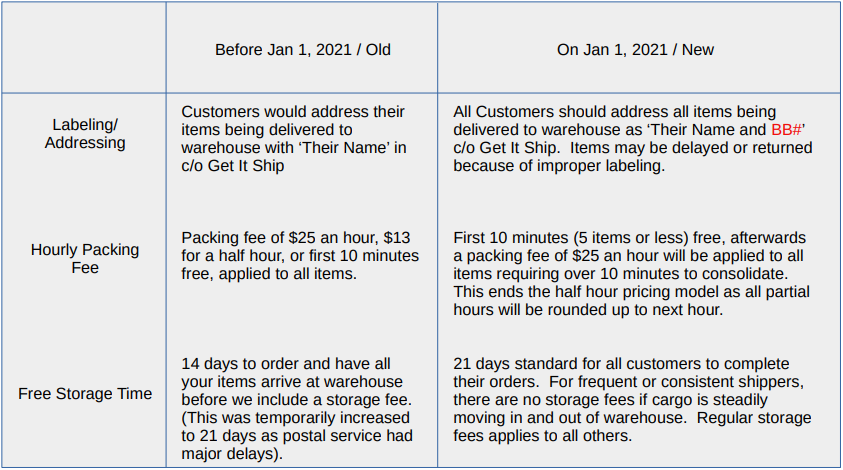 Before Jan 1, 2021 / Old
On Jan 1, 2021 / New
Labeling/
Addressing
Customers would address their
items being delivered to
warehouse with ‘Their Name’ in
c/o Get It Ship
All Customers should address all items being
delivered to warehouse as ‘Their Name and BB#’
c/o Get It Ship.  Items may be delayed or returned
because of improper labeling.
Hourly Packing
Fee
Packing fee of $25 an hour, $13
for a half hour, or first 10 minutes
free, applied to all items.
First 10 minutes (5 items or less) free, afterwards
a packing fee of $25 an hour will be applied to all
items requiring over 10 minutes to consolidate.
This ends the half hour pricing model as all partial
hours will be rounded up to next hour.
Free Storage Time
14 days to order and have all
your items arrive at warehouse
before we include a storage fee.
(This was temporarily increased
to 21 days as postal service had
major delays).
21 days standard for all customers to complete
their orders.  For frequent or consistent shippers,
there are no storage fees if cargo is steadily
moving in and out of warehouse.  Regular storage
fees applies to all others.